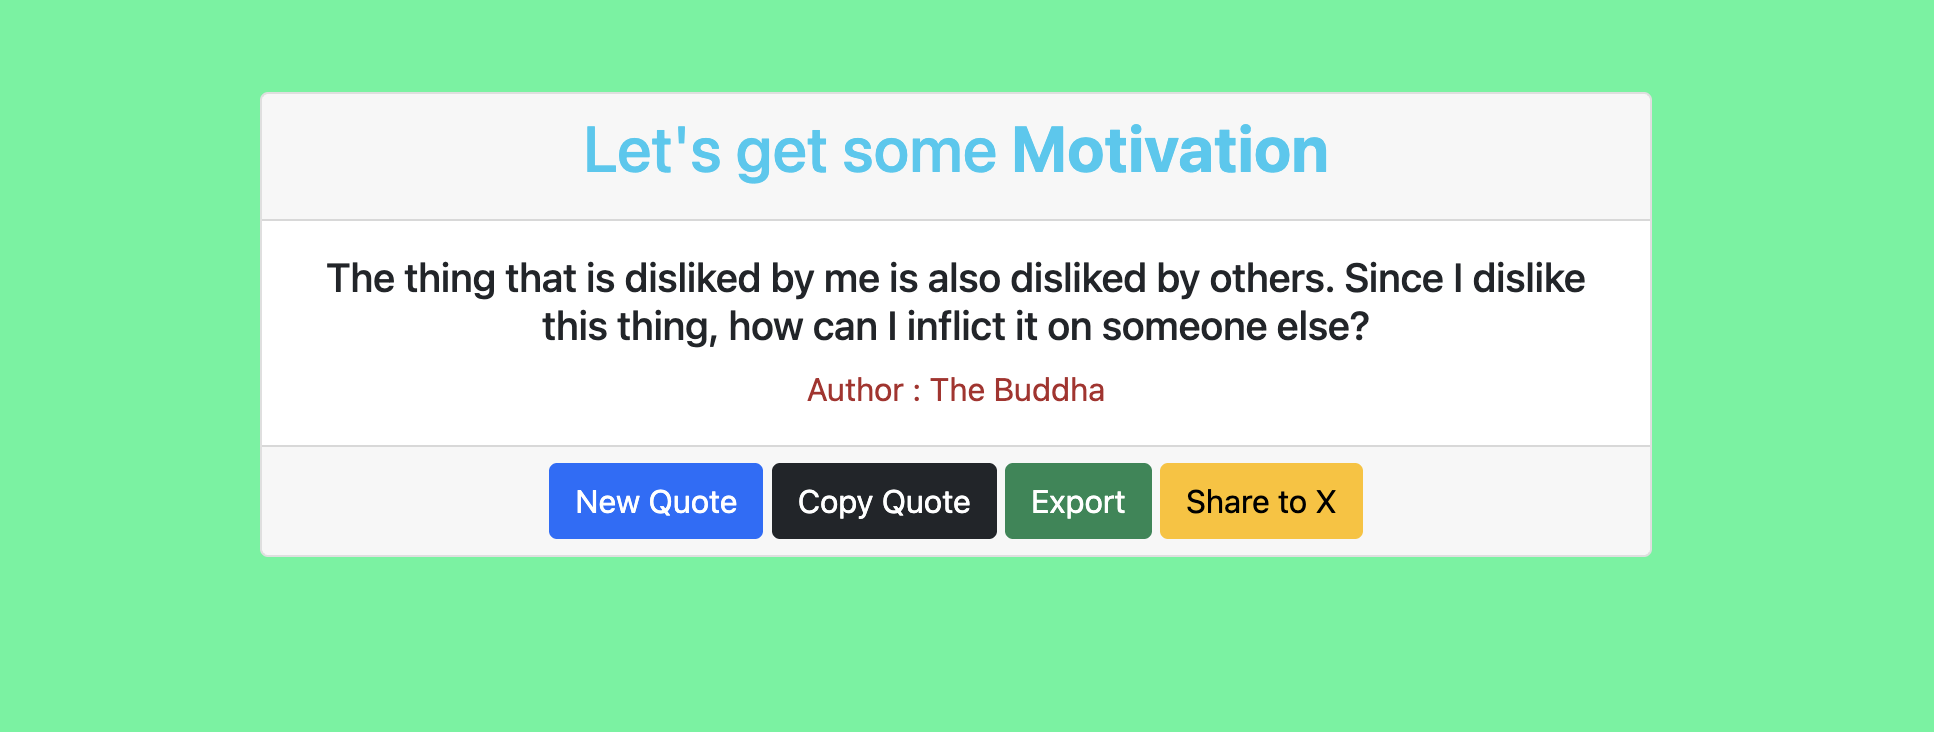 Let's get some Motivation
The thing that is disliked by me is also disliked by others. Since I dislike
this thing, how can I inflict it on someone else?
Author : The Buddha
New Quote Copy Quote Export Share to X